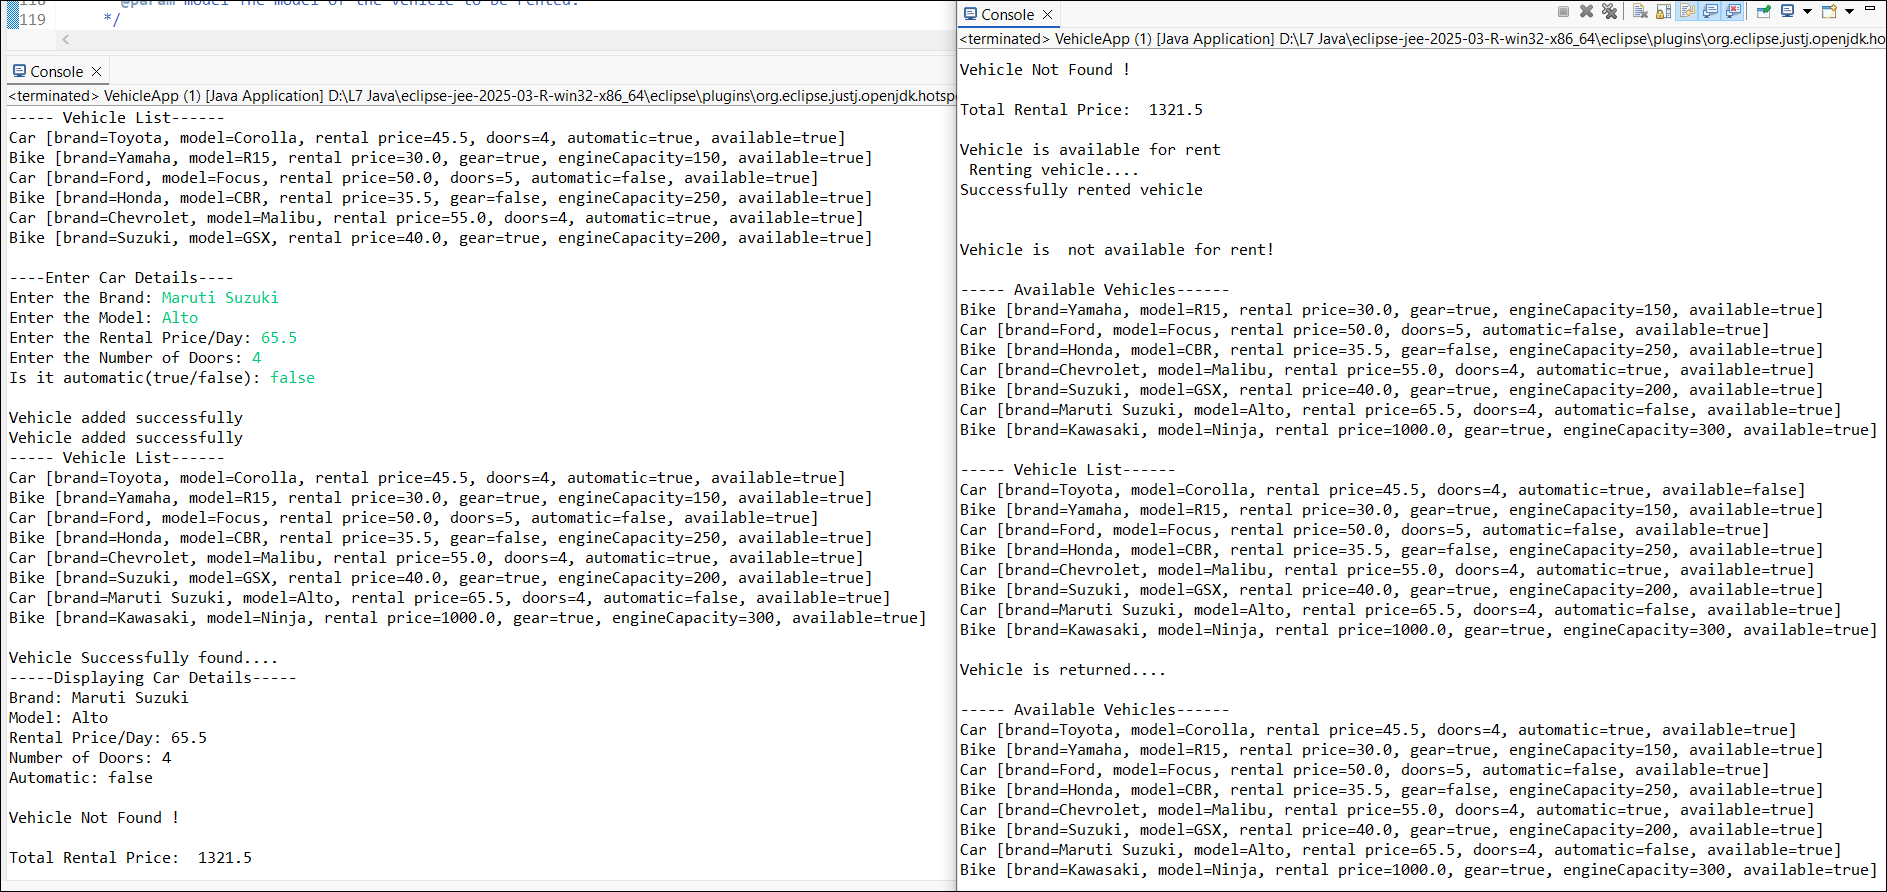 119 */
Console
<terminated> VehicleApp (1) [Java Application] D:\L7 Java\eclipse-jee-2025-03-R-win32-x86_64\eclipse\plugins\org.eclipse.justj.openjdk.hotsp
----- Vehicle List------
Car [brand=Toyota, model=Corolla, rental price=45.5, doors=4, automatic=true, available=true]
Bike [brand=Yamaha, model=R15, rental price=30.0, gear=true, engineCapacity=150, available=true]
Car [brand=Ford, model=Focus, rental price=50.0, doors=5, automatic=false, available=true]
Bike [brand=Honda, model=CBR, rental price=35.5, gear=false, engineCapacity=250, available=true]
Car [brand=Chevrolet, model=Malibu, rental price=55.0, doors=4, automatic=true, available=true]
Bike [brand=Suzuki, model=GSX, rental price=40.0, gear=true, engineCapacity=200, available=true]
----Enter Car Details----
Enter the Brand: Maruti Suzuki
Enter the Model: Alto
Enter the Rental Price/Day: 65.5
Enter the Number of Doors: 4
Is it automatic(true/false): false
Vehicle added successfully
Vehicle added successfully
----- Vehicle List------
Car [brand=Toyota, model=Corolla, rental price=45.5, doors=4, automatic=true, available=true]
Bike [brand=Yamaha, model=R15, rental price=30.0, gear=true, engineCapacity=150, available=true]
Car [brand=Ford, model=Focus, rental price=50.0, doors=5, automatic=false, available=true]
Bike [brand=Honda, model=CBR, rental price=35.5, gear=false, engineCapacity=250, available=true]
Car [brand=Chevrolet, model=Malibu, rental price=55.0, doors=4, automatic=true, available=true]
Bike [brand=Suzuki, model=GSX, rental price=40.0, gear=true, engineCapacity=200, available=true]
Car [brand=Maruti Suzuki, model=Alto, rental price=65.5, doors=4, automatic=false, available=true]
Bike [brand=Kawasaki, model=Ninja, rental price=1000.0, gear=true, engineCapacity=300, available=true]
Vehicle Successfully found....
-----Displaying Car Details-----
Brand: Maruti Suzuki
Model: Alto
Rental Price/Day: 65.5
Number of Doors: 4
Automatic: false
Vehicle Not Found !
Total Rental Price:  1321.5
Console
<terminated> VehicleApp (1) [Java Application] D:\L7 Java\eclipse-jee-2025-03-R-win32-x86_64\eclipse\plugins\org.eclipse.justj.openjdk.ho
Vehicle Not Found !
Total Rental Price:  1321.5
Vehicle is available for rent
Renting vehicle....
Successfully rented vehicle
Vehicle is  not available for rent!
----- Available Vehicles------
Bike [brand=Yamaha, model=R15, rental price=30.0, gear=true, engineCapacity=150, available=true]
Car [brand=Ford, model=Focus, rental price=50.0, doors=5, automatic=false, available=true]
Bike [brand=Honda, model=CBR, rental price=35.5, gear=false, engineCapacity=250, available=true]
Car [brand=Chevrolet, model=Malibu, rental price=55.0, doors=4, automatic=true, available=true]
Bike [brand=Suzuki, model=GSX, rental price=40.0, gear=true, engineCapacity=200, available=true]
Car [brand=Maruti Suzuki, model=Alto, rental price=65.5, doors=4, automatic=false, available=true]
Bike [brand=Kawasaki, model=Ninja, rental price=1000.0, gear=true, engineCapacity=300, available=true]
----- Vehicle List------
Car [brand=Toyota, model=Corolla, rental price=45.5, doors=4, automatic=true, available=false]
Bike [brand=Yamaha, model=R15, rental price=30.0, gear=true, engineCapacity=150, available=true]
Car [brand=Ford, model=Focus, rental price=50.0, doors=5, automatic=false, available=true]
Bike [brand=Honda, model=CBR, rental price=35.5, gear=false, engineCapacity=250, available=true]
Car [brand=Chevrolet, model=Malibu, rental price=55.0, doors=4, automatic=true, available=true]
Bike [brand=Suzuki, model=GSX, rental price=40.0, gear=true, engineCapacity=200, available=true]
Car [brand=Maruti Suzuki, model=Alto, rental price=65.5, doors=4, automatic=false, available=true]
Bike [brand=Kawasaki, model=Ninja, rental price=1000.0, gear=true, engineCapacity=300, available=true]
Vehicle is returned....
----- Available Vehicles------
Car [brand=Toyota, model=Corolla, rental price=45.5, doors=4, automatic=true, available=true]
Bike [brand=Yamaha, model=R15, rental price=30.0, gear=true, engineCapacity=150, available=true]
Car [brand=Ford, model=Focus, rental price=50.0, doors=5, automatic=false, available=true]
Bike [brand=Honda, model=CBR, rental price=35.5, gear=false, engineCapacity=250, available=true]
Car [brand=Chevrolet, model=Malibu, rental price=55.0, doors=4, automatic=true, available=true]
Bike [brand=Suzuki, model=GSX, rental price=40.0, gear=true, engineCapacity=200, available=true]
Car [brand=Maruti Suzuki, model=Alto, rental price=65.5, doors=4, automatic=false, available=true]
Bike [brand=Kawasaki, model=Ninja, rental price=1000.0, gear=true, engineCapacity=300, available=true]